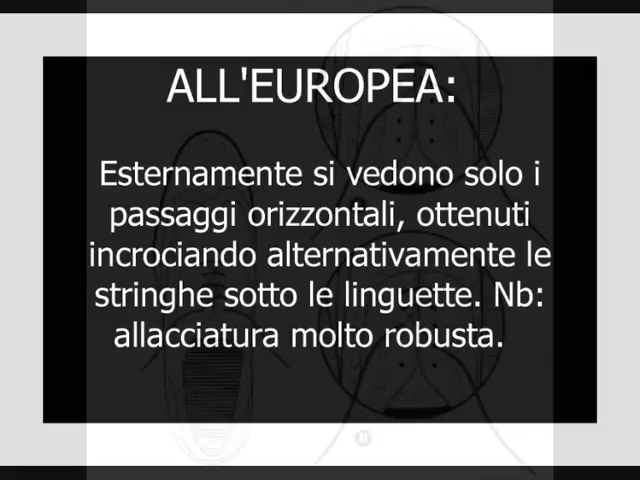 ALL'EUROPEA:
Esternamente si vedono solo i
passaggi orizzontali, ottenuti
incrociando alternativamente le
stringhe sotto le linguette. Nb:
allacciatura molto robusta.